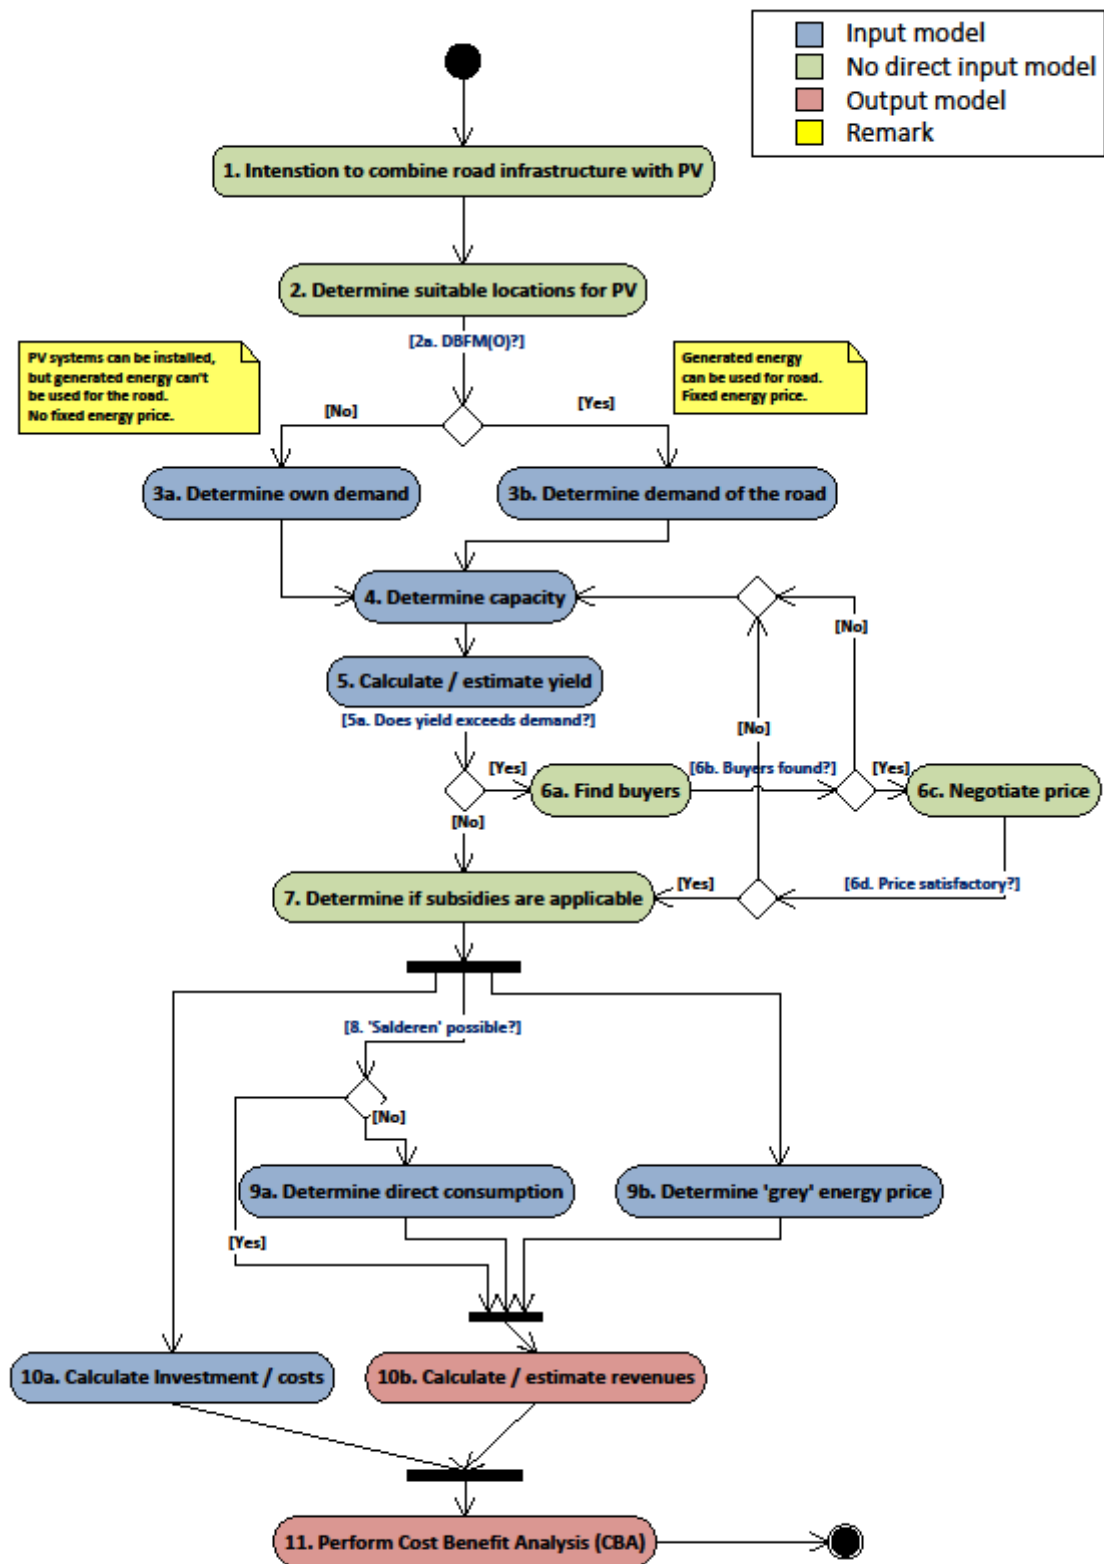 Input model
No direct input model
Output model
Remark
1. Intenstion to combine road infrastructure with PV
2. Determine suitable locations for PV
[2a. DBFM(O)?]
PV systems can be installed,
but generated energy can't
be used for the road.
No fixed energy price.
Generated energy
can be used for road.
Fixed energy price.
[No]
[Yes]
3a. Determine own demand
3b. Determine demand of the road
4. Determine capacity
[No]
5. Calculate / estimate yield
[5a. Does yield exceeds demand?]
[No]
[Yes]
6a. Find buyers
[6b. Buyers found?]
[Yes]
6c. Negotiate price
[No]
7. Determine if subsidies are applicable
[Yes]
[6d. Price satisfactory?]
[8. 'Salderen' possible?]
[No]
9a. Determine direct consumption
9b. Determine 'grey' energy price
[Yes]
10a. Calculate Investment / costs
10b. Calculate / estimate revenues
11. Perform Cost Benefit Analysis (CBA)